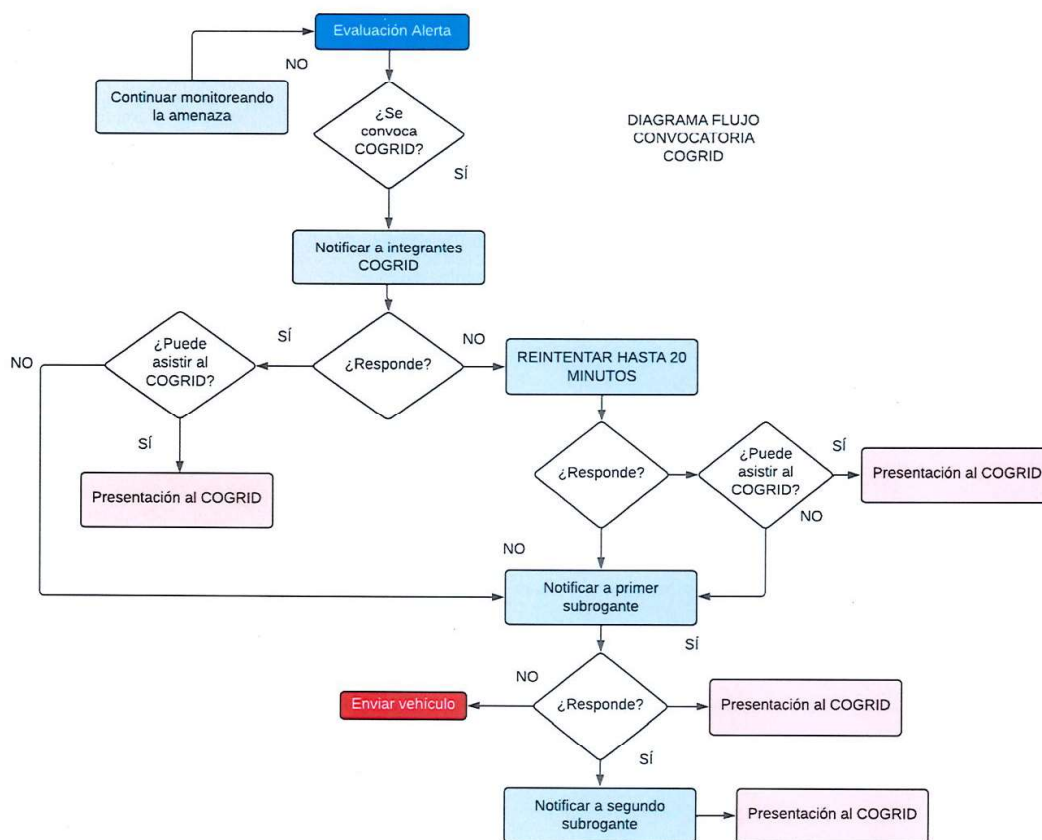 Evaluación Alerta
NO
Continuar monitoreando
la amenaza
¿Se
convoca
COGRID?
DIAGRAMA FLUJO
CONVOCATORIA
COGRID
SÍ
Notificar a integrantes
COGRID
NO
¿Puede
asistir al
COGRID?
SÍ
¿Responde?
NO
REINTENTAR HASTA 20
MINUTOS
SÍ
Presentación al COGRID
¿Responde?
¿Puede
asistir al
COGRID?
SÍ
Presentación al COGRID
NO
NO
Notificar a primer
subrogante
SÍ
NO
Enviar vehículo
¿Responde?
Presentación al COGRID
SÍ
Notificar a segundo
subrogante
Presentación al COGRID